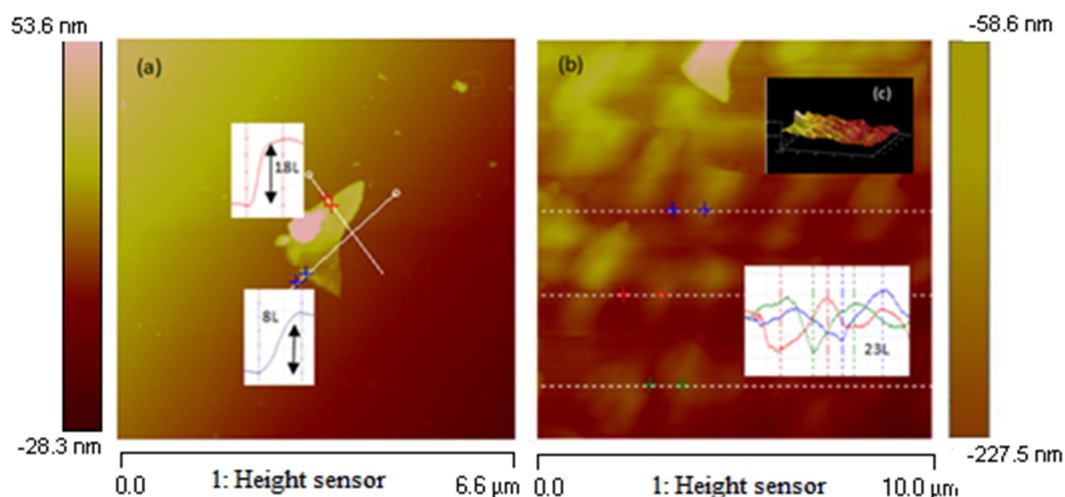 53.6 nm
-58.6 nm
(a)
(b)
(c)
18L
8L
23L
-28.3 nm
-227.5 nm
0.0
1: Height sensor
6.6 μm
0.0
1: Height sensor
10.0 μm